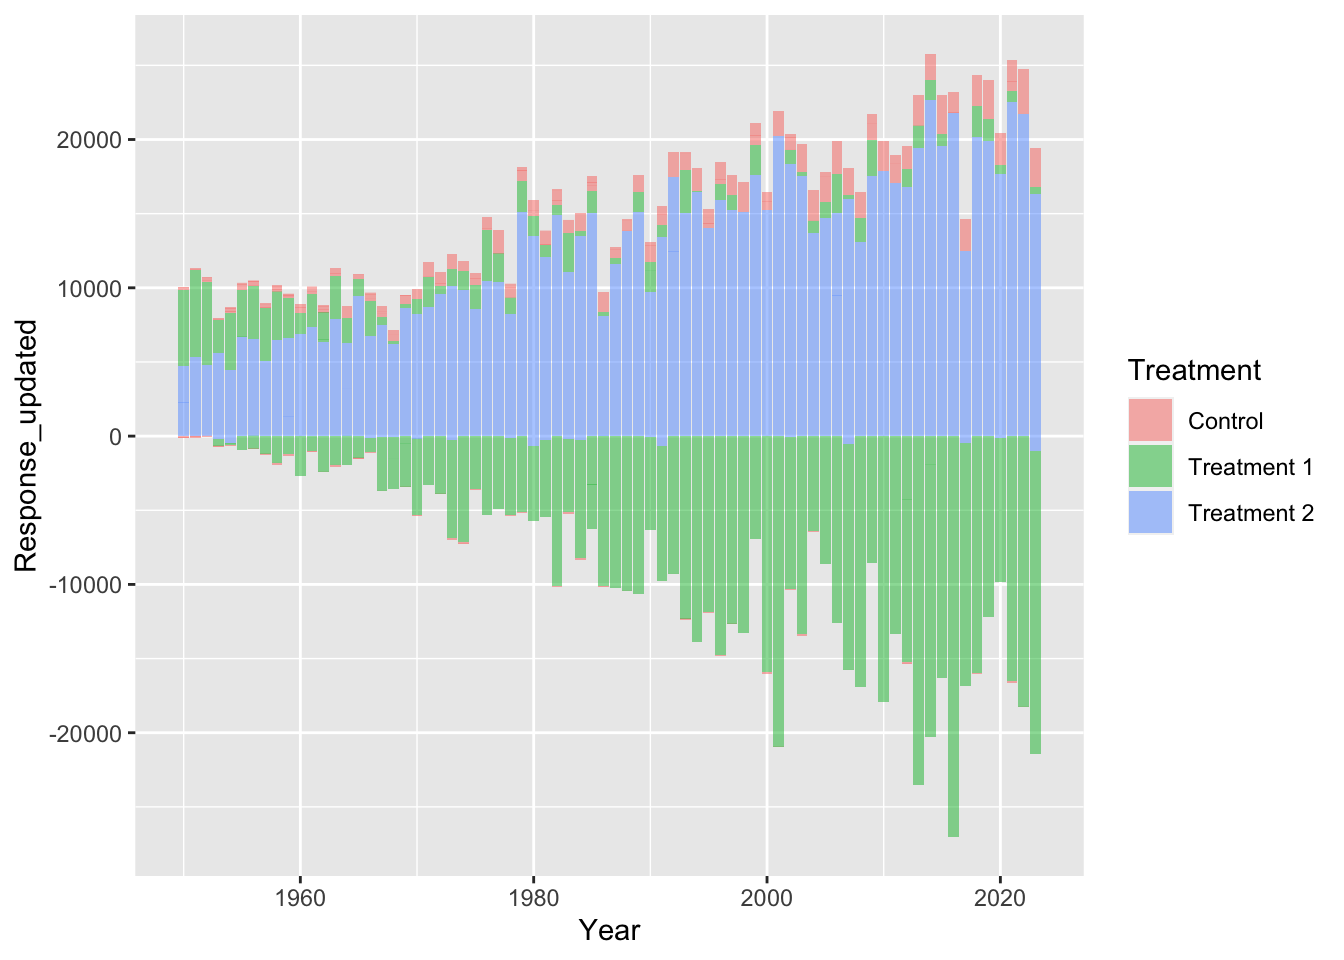 20000
10000
0
-10000
-20000
1960
1980
2000
2020
Year
Response_updated
Treatment
Control
Treatment 1
Treatment 2